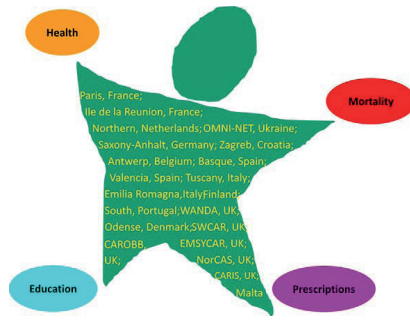 Health
Mortality
Paris, France;
Ile de la Reunion, France;
Northern, Netherlands;OMNI-NET, Ukraine;
Saxony-Anhalt, Germany; Zagreb, Croatia;
Antwerp, Belgium; Basque, Spain;
Valencia, Spain; Tuscany, Italy;
Emilia Romagna,ItalyFinland;
South, Portugal;WANDA, UK;
Odense, Denmark;SWCAR, UK;
CAROBB, EMSYCAR, UK;
UK; NorCAS, UK;
CARIS, UK;
Malta
Education
Prescriptions